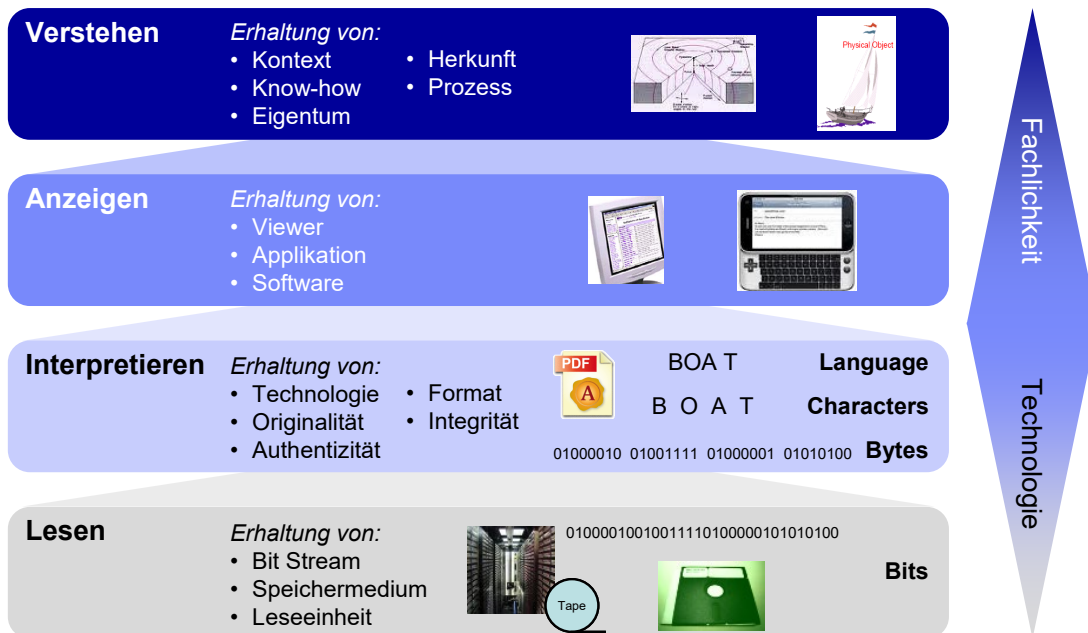 Verstehen
Erhaltung von:
• Kontext
• Know-how
• Eigentum
• Herkunft
• Prozess
Physical Object
Anzeigen
Erhaltung von:
• Viewer
• Applikation
• Software
Interpretieren
Erhaltung von:
• Technologie
• Originalität
• Authentizität
• Format
• Integrität
PDF
A
BOA T
Language
B O A T
Characters
01000010 01001111 01000001 01010100
Bytes
Lesen
Erhaltung von:
• Bit Stream
• Speichermedium
• Leseeinheit
Tape
01000010010011110100000101010100
Bits
Fachlichkeit
Technologie